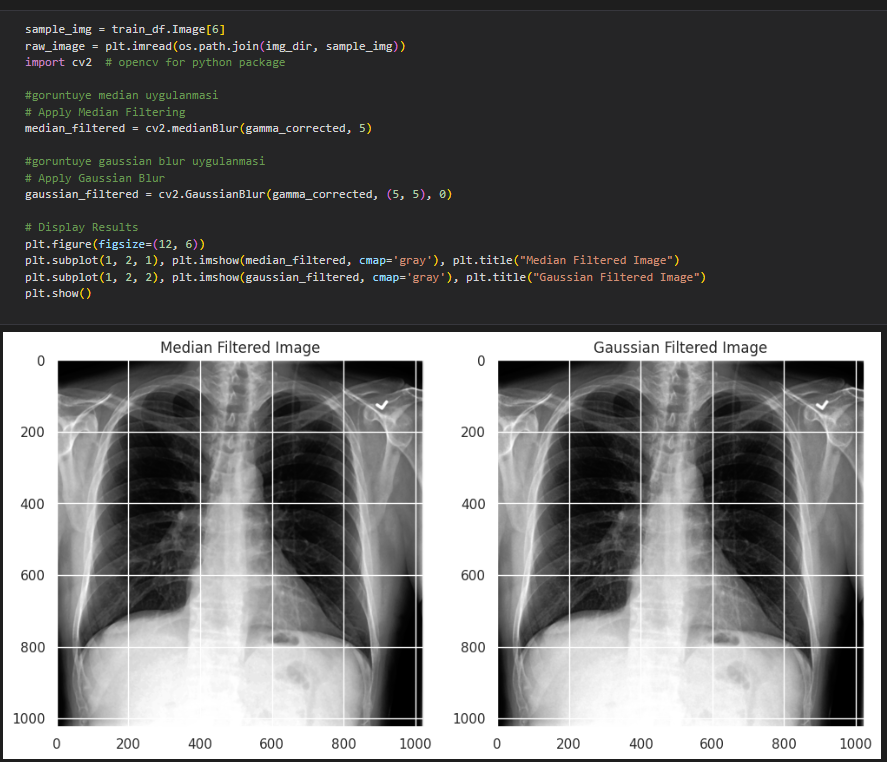 sample_img = train_df.Image[6]
raw_image = plt.imread(os.path.join(img_dir, sample_img))
import cv2  # opencv for python package
#goruntuye median uygulanmasi
# Apply Median Filtering
median_filtered = cv2.medianBlur(gamma_corrected, 5)
#goruntuye gaussian blur uygulanmasi
# Apply Gaussian Blur
gaussian_filtered = cv2.GaussianBlur(gamma_corrected, (5, 5), 0)
# Display Results
plt.figure(figsize=(12, 6))
plt.subplot(1, 2, 1), plt.imshow(median_filtered, cmap='gray'), plt.title("Median Filtered Image")
plt.subplot(1, 2, 2), plt.imshow(gaussian_filtered, cmap='gray'), plt.title("Gaussian Filtered Image")
plt.show()
Median Filtered Image
0
200
400
600
800
1000
0 200 400 600 800 1000
Gaussian Filtered Image
0
200
400
600
800
1000
0 200 400 600 800 1000